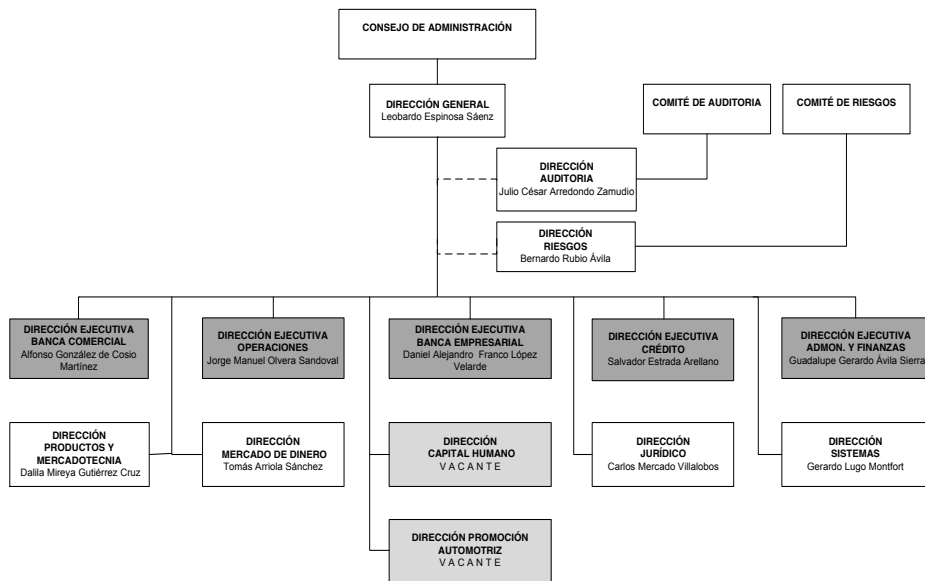 CONSEJO DE ADMINISTRACIÓN
DIRECCIÓN GENERAL
Leobardo Espinosa Sáenz
COMITÉ DE AUDITORIA
COMITÉ DE RIESGOS
DIRECCIÓN
AUDITORIA
Julio César Arredondo Zamudio
DIRECCIÓN
RIESGOS
Bernardo Rubio Ávila
DIRECCIÓN EJECUTIVA
BANCA COMERCIAL
Alfonso González de Cosio
Martínez
DIRECCIÓN EJECUTIVA
OPERACIONES
Jorge Manuel Olvera Sandoval
DIRECCIÓN EJECUTIVA
BANCA EMPRESARIAL
Daniel Alejandro Franco López
Velarde
DIRECCIÓN EJECUTIVA
CRÉDITO
Salvador Estrada Arellano
DIRECCIÓN EJECUTIVA
ADMON. Y FINANZAS
Guadalupe Gerardo Ávila Sierra
DIRECCIÓN
PRODUCTOS Y
MERCADOTECNIA
Dalila Mireya Gutiérrez Cruz
DIRECCIÓN
MERCADO DE DINERO
Tomás Arriola Sánchez
DIRECCIÓN
CAPITAL HUMANO
V A C A N T E
DIRECCIÓN
JURÍDICO
Carlos Mercado Villalobos
DIRECCIÓN
SISTEMAS
Gerardo Lugo Montfort
DIRECCIÓN PROMOCIÓN
AUTOMOTRIZ
V A C A N T E